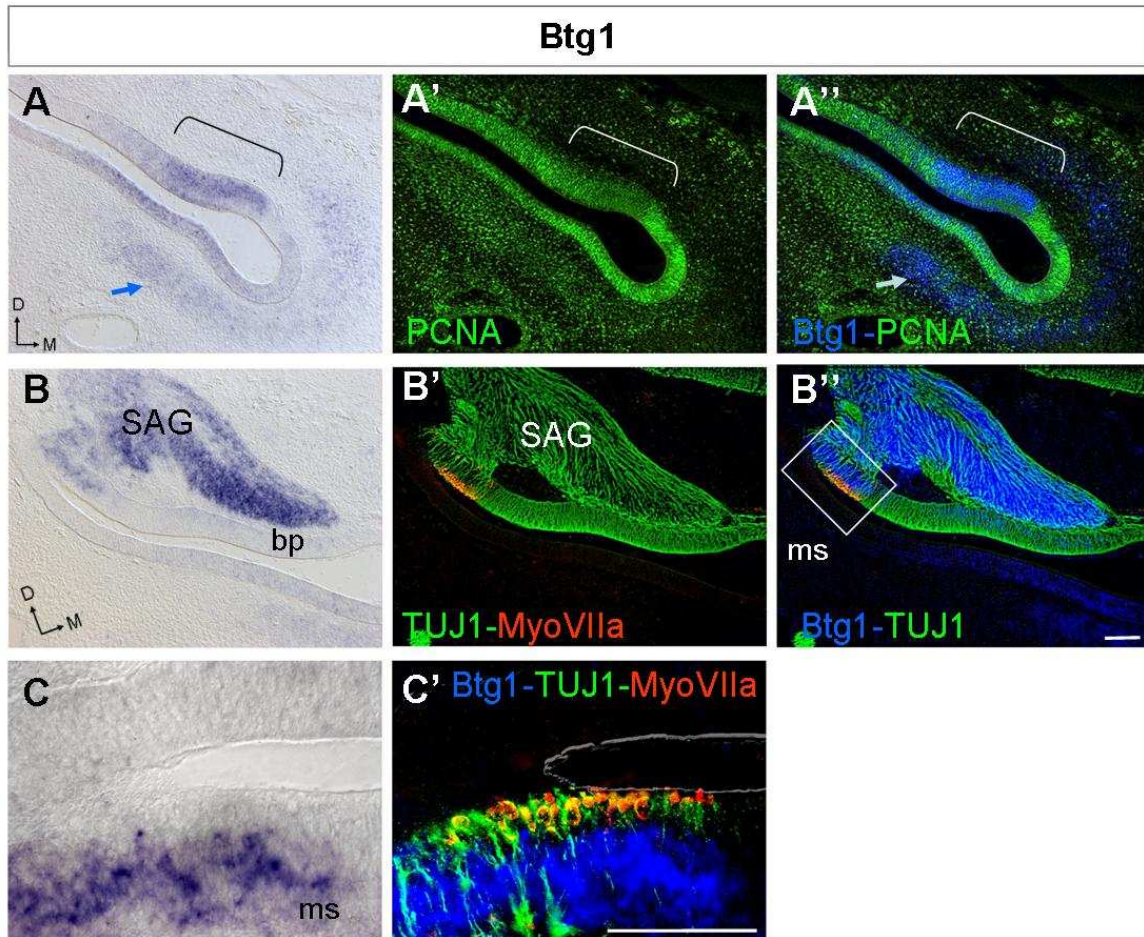 Btg1
A
D
M
A'
PCNA
A''
Btg1-PCNA
B
SAG
bp
D
M
B'
SAG
TUJ1-MyoVIIa
B''
ms
Btg1-TUJ1
C
ms
C'
Btg1-TUJ1-MyoVIIa